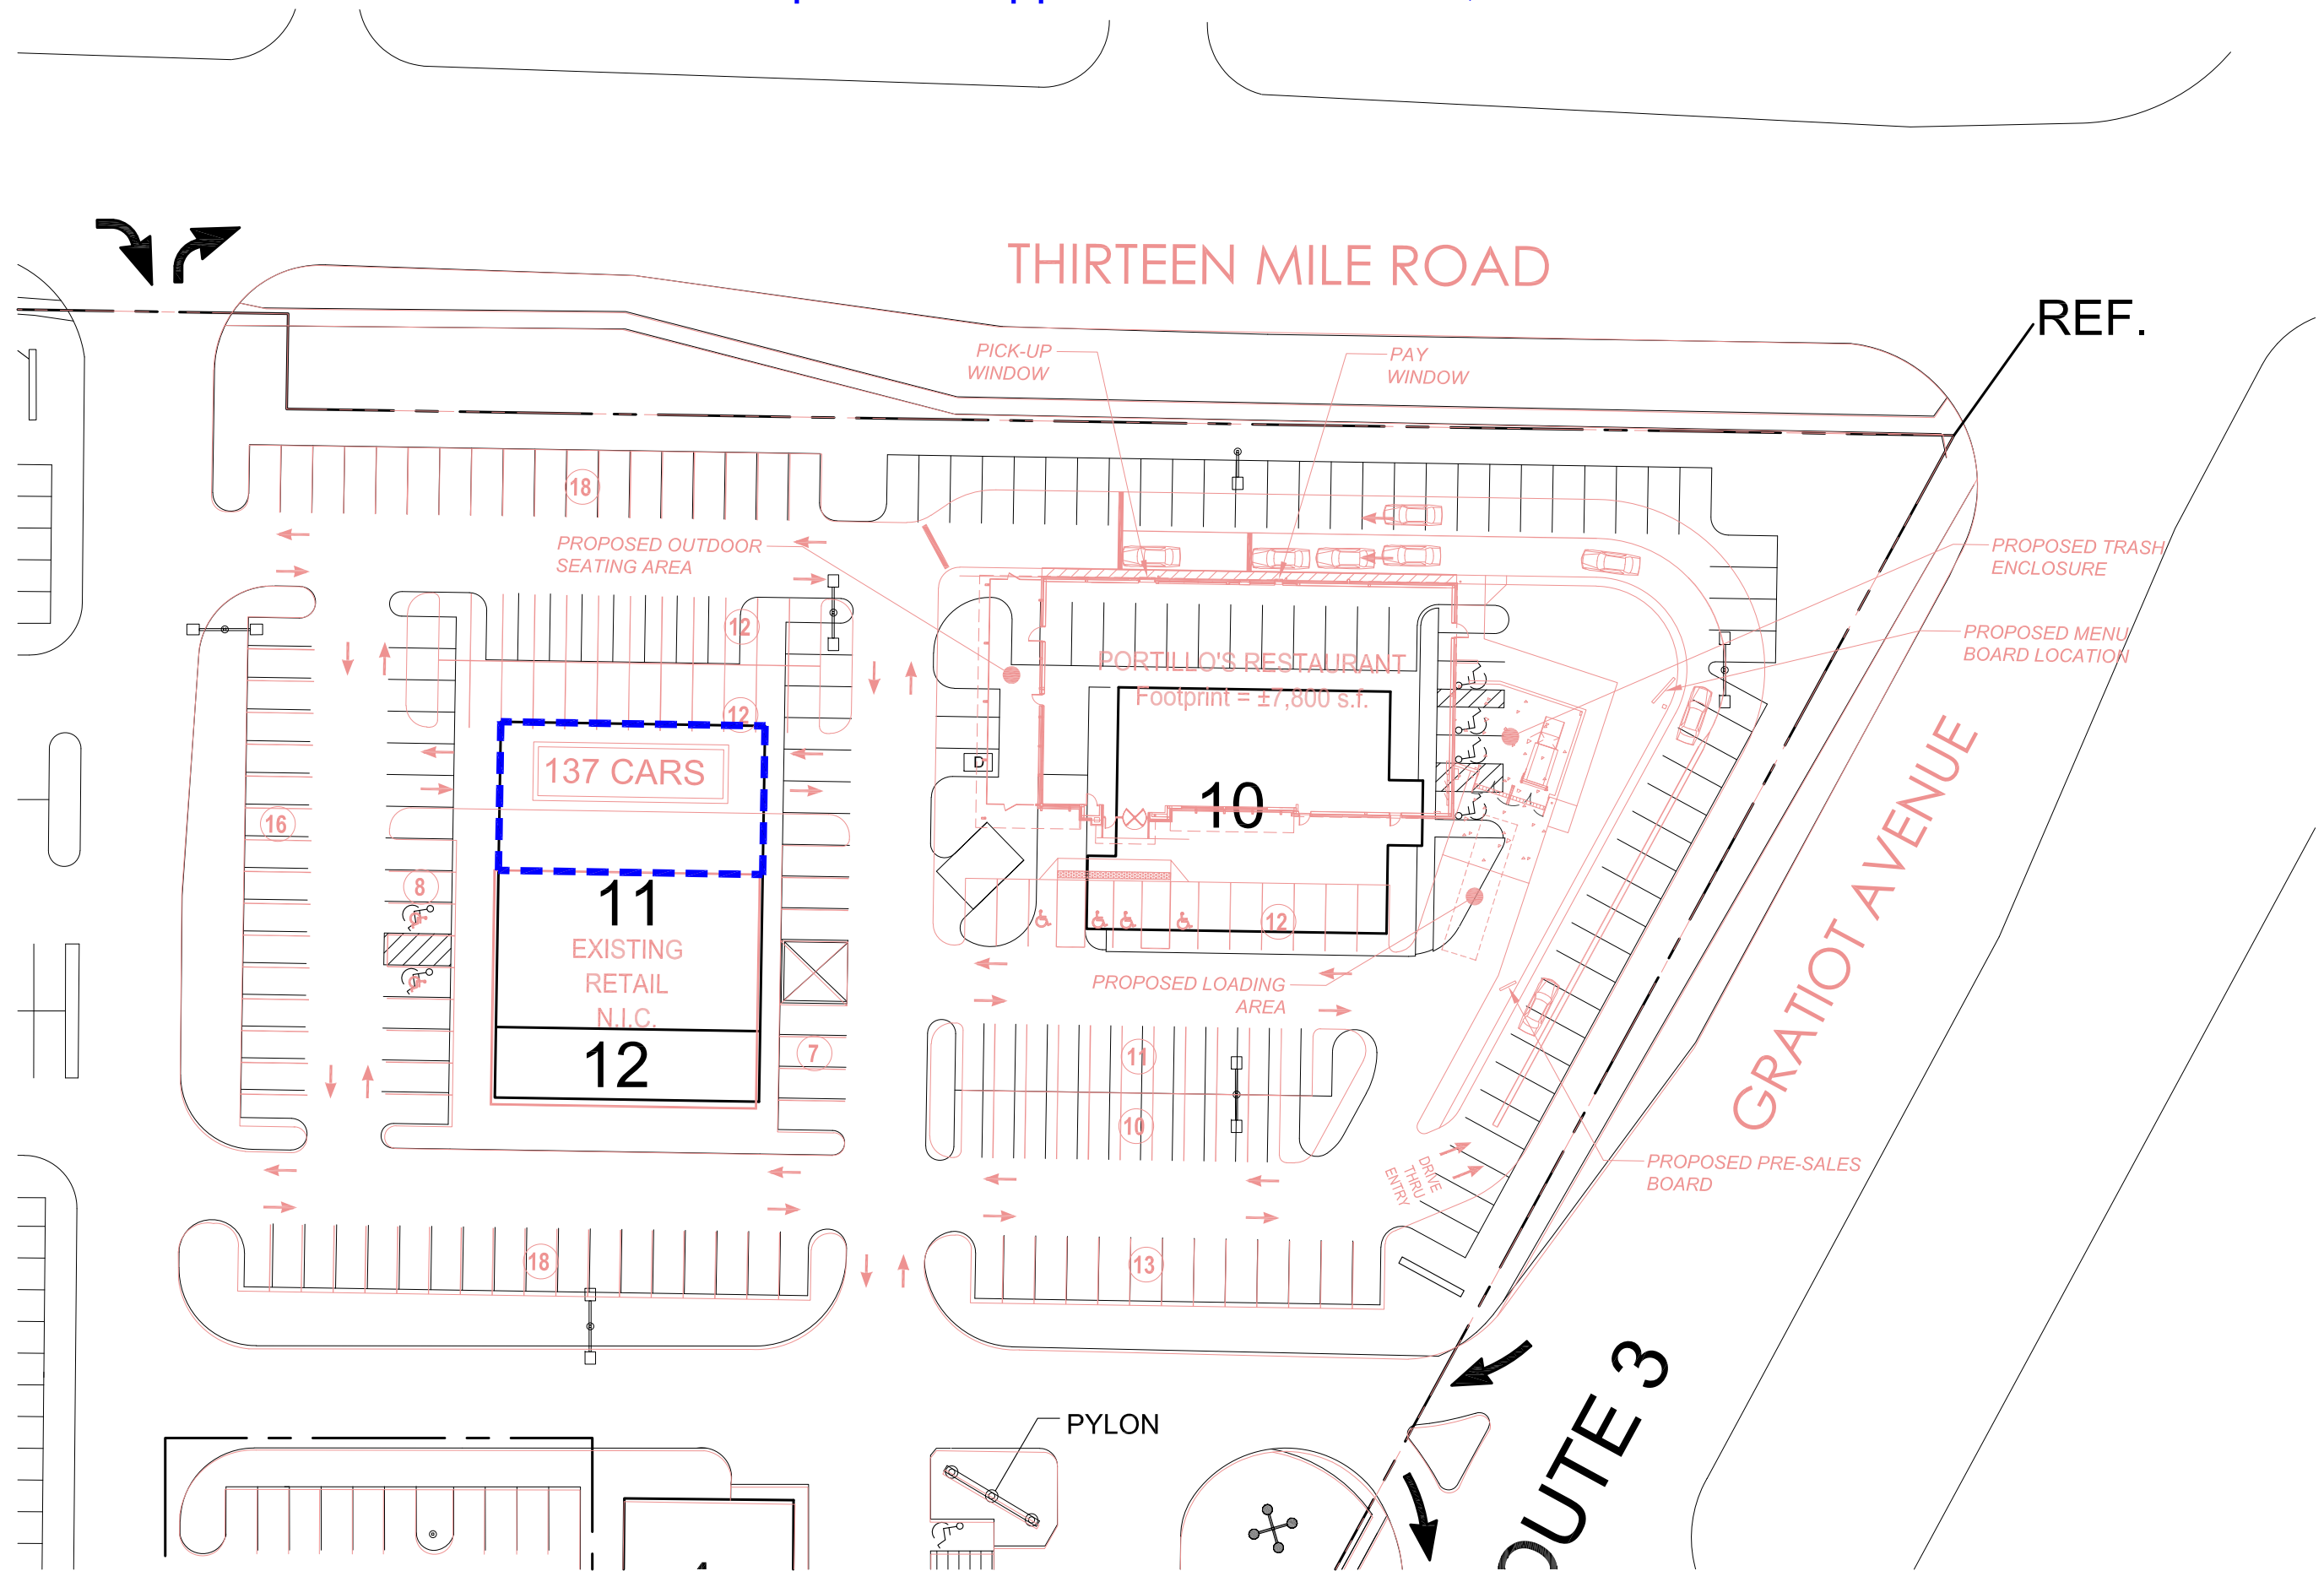 THIRTEEN MILE ROAD
REF.
PICK-UP
WINDOW
PAY
WINDOW
18
PROPOSED OUTDOOR
SEATING AREA
PROPOSED TRASH
ENCLOSURE
12
PROPOSED MENU
BOARD LOCATION
PORTILLO'S RESTAURANT
Footprint = ±7,800 s.f.
12
137 CARS
D
10
16
8
11
EXISTING
RETAIL
N.I.C.
12
12
7
PROPOSED LOADING
AREA
GRATIOT AVENUE
11
10
DRIVE
THRU
ENTRY
PROPOSED PRE-SALES
BOARD
18
13
PYLON
OUTE 3